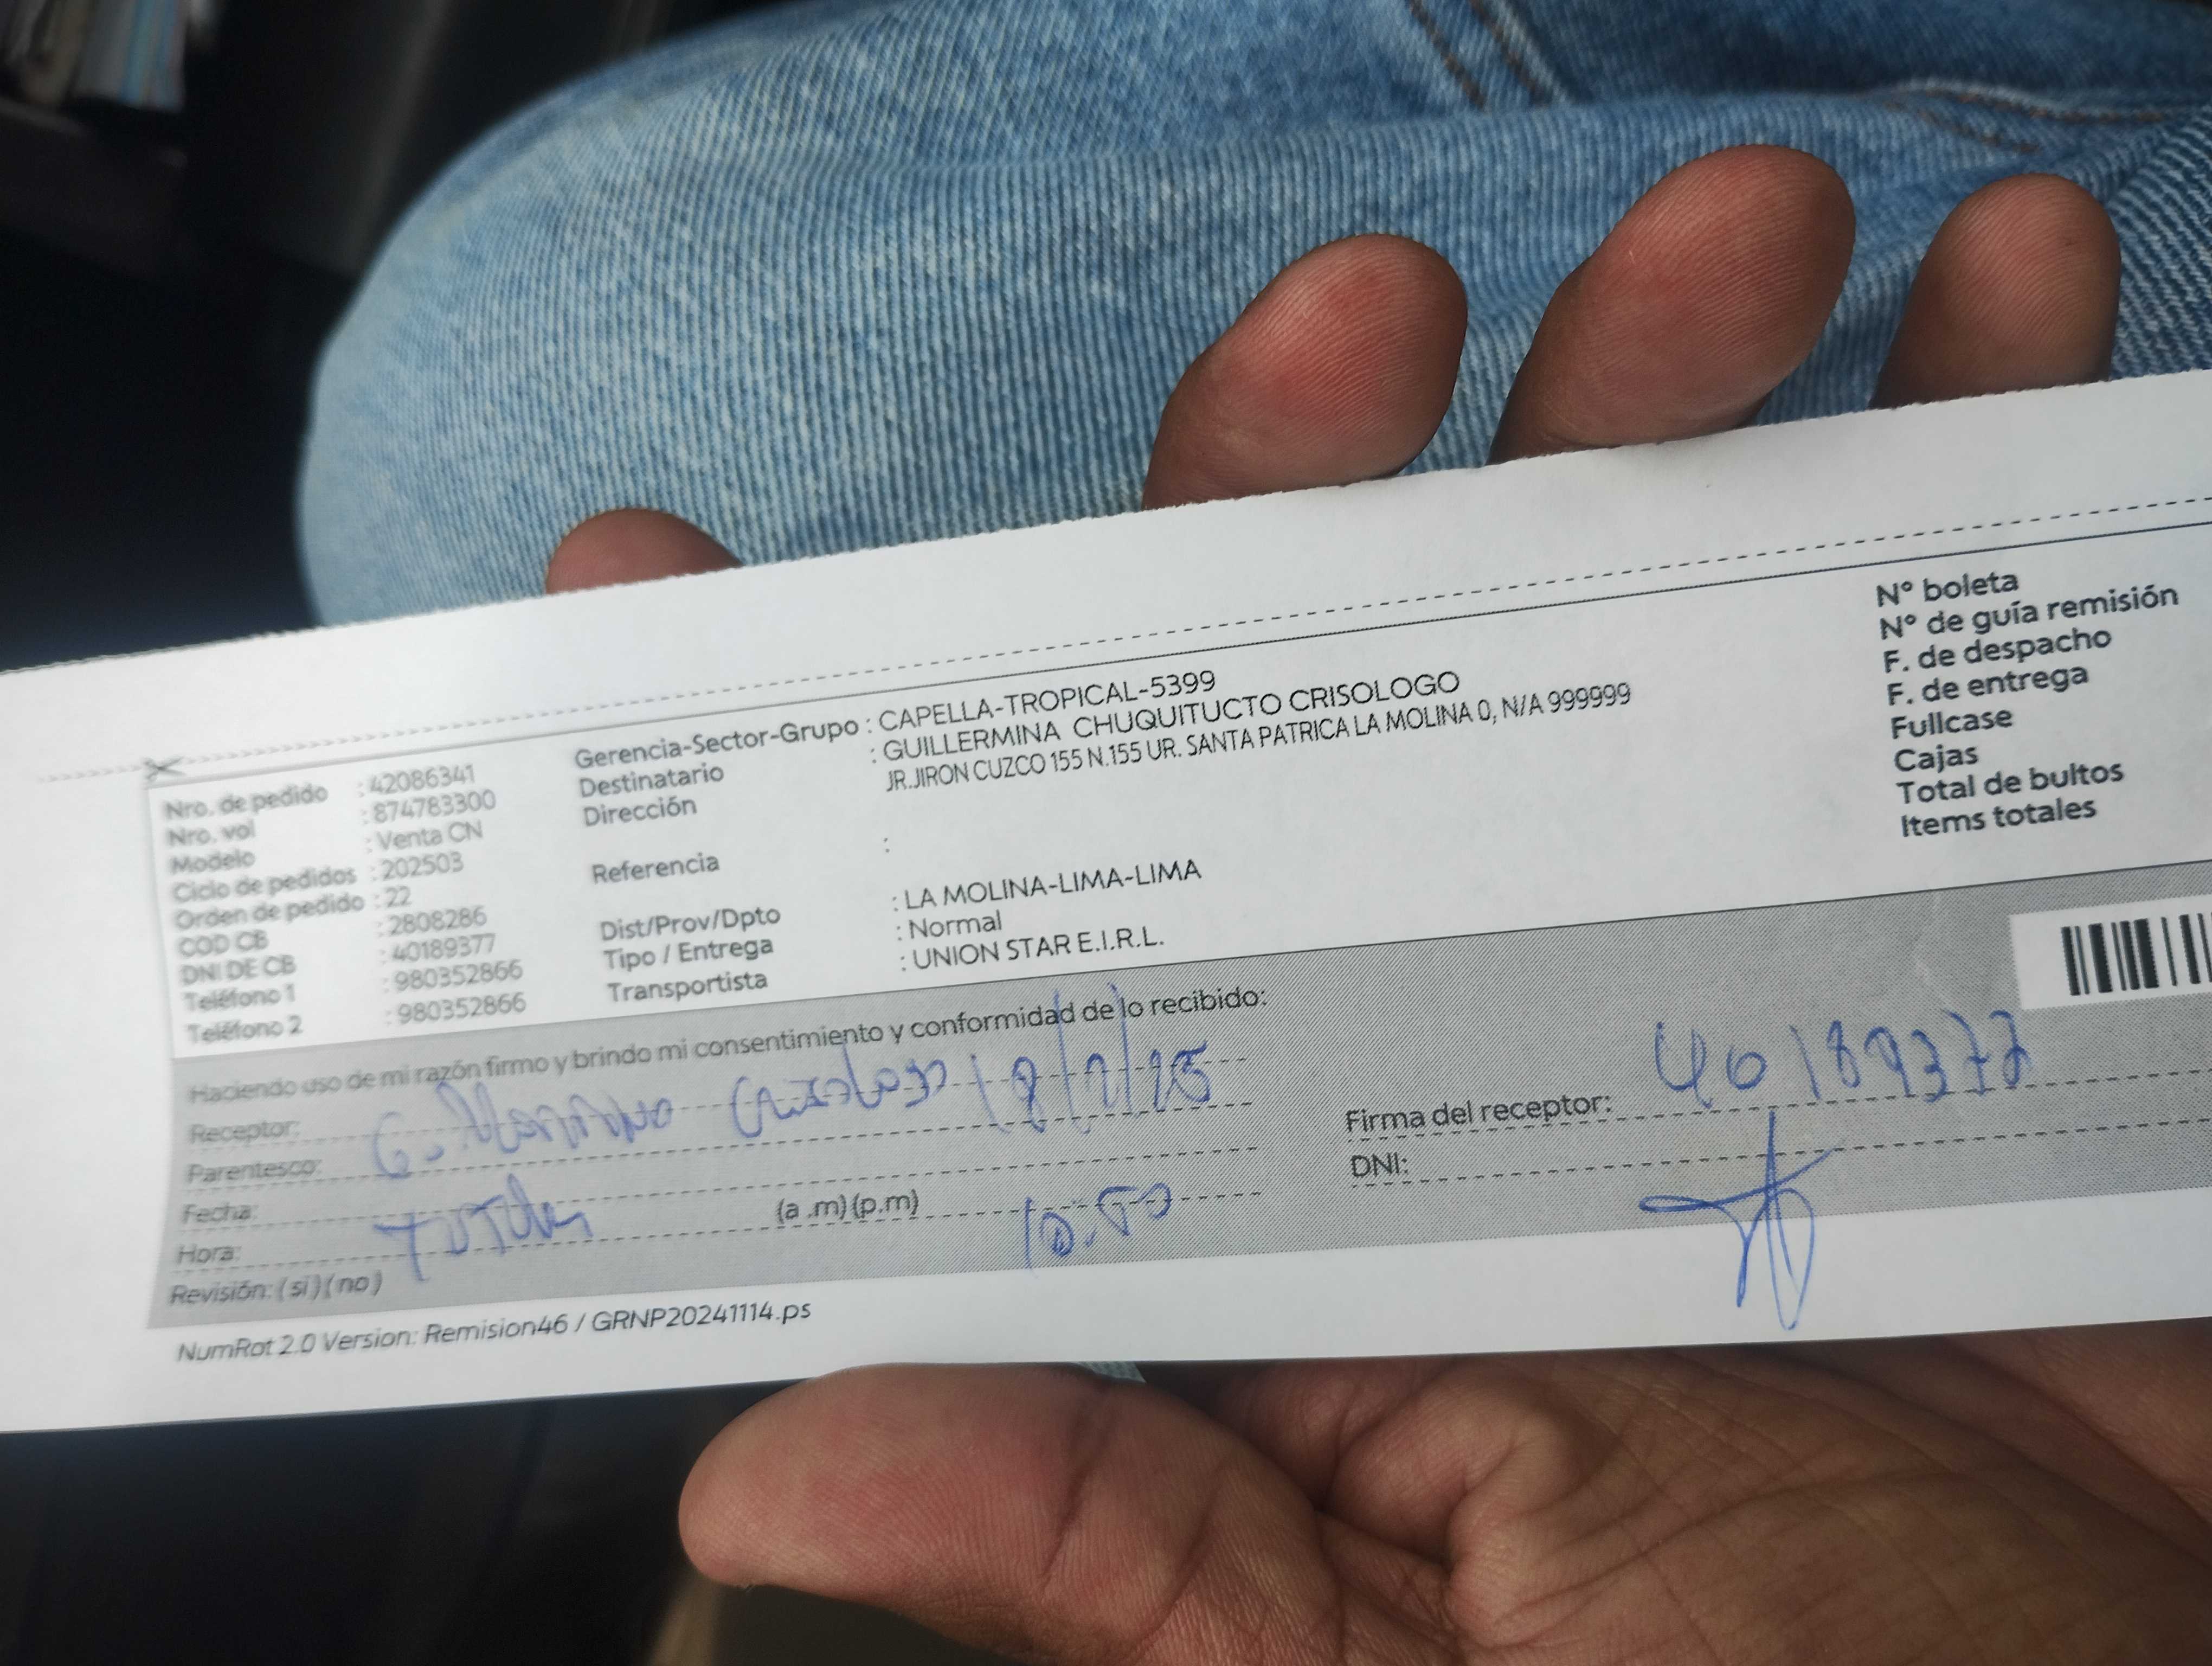 Nro. de pedido : 42086341
Nro. vol : 874783300
Modelo : Venta CN
Ciclo de pedidos : 202503
Orden de pedido : 22
COD CB : 2808286
DNI DE CB : 40189377
Teléfono 1 : 980352866
Teléfono 2 : 980352866
Gerencia-Sector-Grupo : CAPELLA-TROPICAL-5399
Destinatario : GUILLERMINA CHUQUITUCTO CRISOLOGO
Dirección JR.JIRON CUZCO 155 N.155 UR. SANTA PATRICA LA MOLINA 0, N/A 999999
Referencia :
Dist/Prov/Dpto : LA MOLINA-LIMA-LIMA
Tipo / Entrega : Normal
Transportista : UNION STAR E.I.R.L.
N° boleta
N° de guía remisión
F. de despacho
F. de entrega
Fullcase
Cajas
Total de bultos
Items totales
Haciendo uso de mi razón firmo y brindo mi consentimiento y conformidad de lo recibido:
Receptor:
Parentesco:
Fecha:
Hora: (a .m)(p.m) 10:50
Revisión: (si)(no)
Firma del receptor: 40189377
DNI:
NumRot 2.0 Version: Remision46 / GRNP20241114.ps